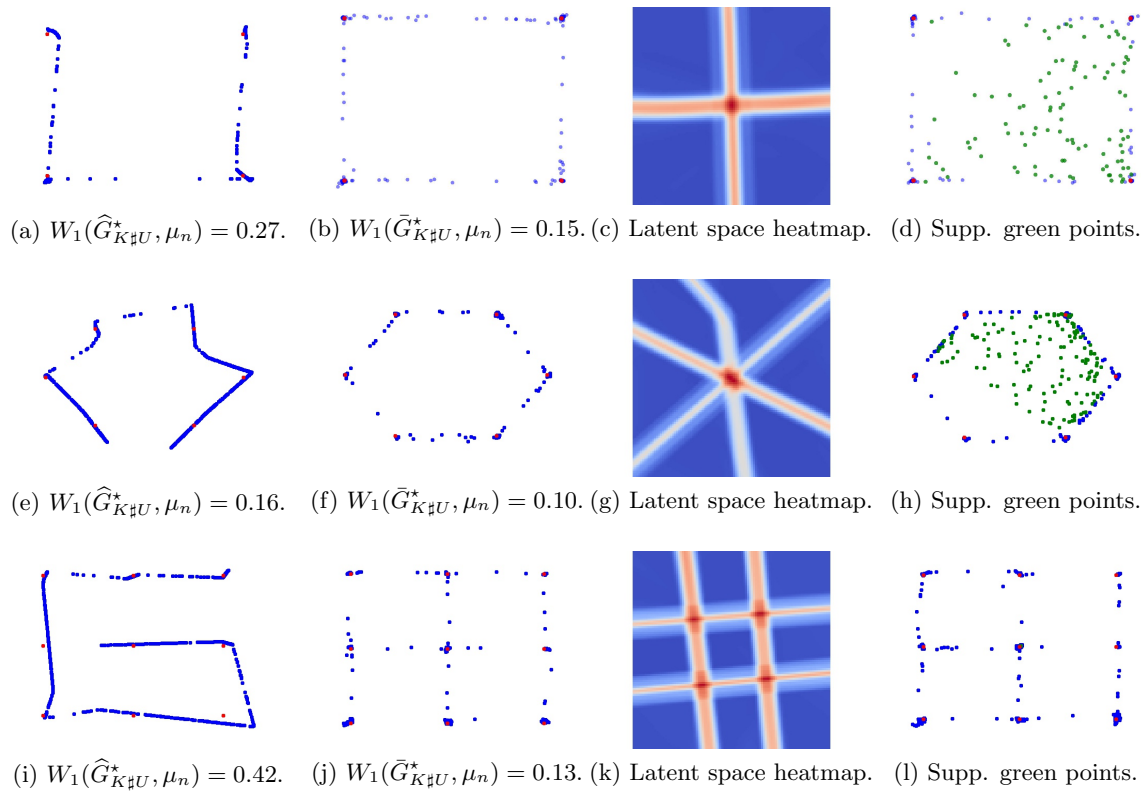 (a) $W_1(\widehat{G}^\star_{K\sharp U}, \mu_n) = 0.27$. (b) $W_1(\bar{G}^\star_{K\sharp U}, \mu_n) = 0.15$. (c) Latent space heatmap. (d) Supp. green points.
(e) $W_1(\widehat{G}^\star_{K\sharp U}, \mu_n) = 0.16$. (f) $W_1(\bar{G}^\star_{K\sharp U}, \mu_n) = 0.10$. (g) Latent space heatmap. (h) Supp. green points.
(i) $W_1(\widehat{G}^\star_{K\sharp U}, \mu_n) = 0.42$. (j) $W_1(\bar{G}^\star_{K\sharp U}, \mu_n) = 0.13$. (k) Latent space heatmap. (l) Supp. green points.